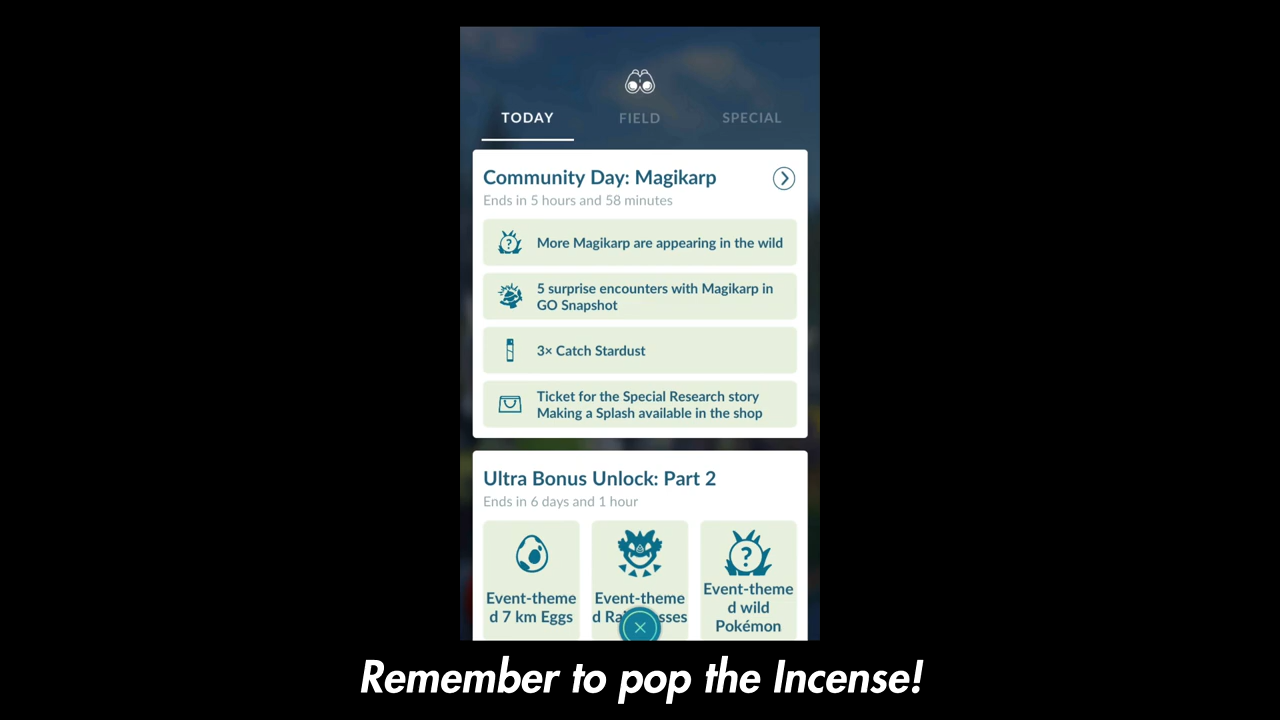 TODAY FIELD SPECIAL
Community Day: Magikarp
Ends in 5 hours and 58 minutes
More Magikarp are appearing in the wild
5 surprise encounters with Magikarp in
GO Snapshot
3× Catch Stardust
Ticket for the Special Research story
Making a Splash available in the shop
Ultra Bonus Unlock: Part 2
Ends in 6 days and 1 hour
Event-theme
d 7 km Eggs
Event-theme
d
Event-theme
d wild
Pokémon
Remember to pop the Incense!